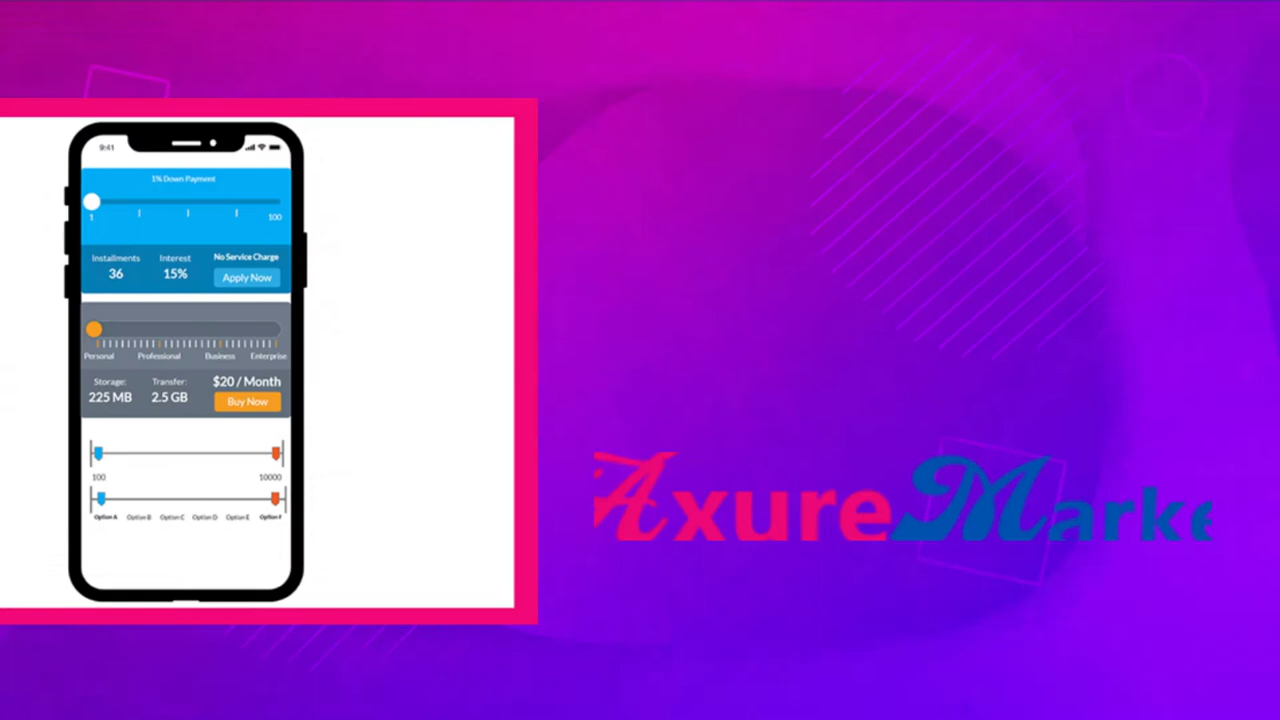 9:41
1% Down Payment
1 100
Installments Interest No Service Charge
36 15% Apply Now
Personal Professional Business Enterprise
Storage: Transfer: $20 / Month
225 MB 2.5 GB Buy Now
100 10000
Option A Option B Option C Option D Option E Option F
AxureMarke